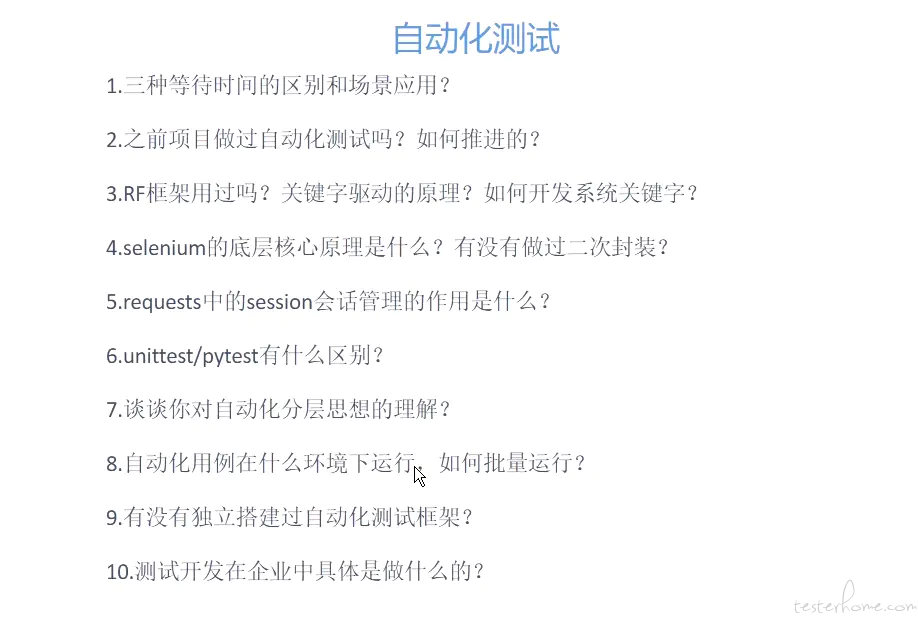 自动化测试
1.三种等待时间的区别和场景应用？
2.之前项目做过自动化测试吗？如何推进的？
3.RF框架用过吗？关键字驱动的原理？如何开发系统关键字？
4.selenium的底层核心原理是什么？有没有做过二次封装？
5.requests中的session会话管理的作用是什么？
6.unittest/pytest有什么区别？
7.谈谈你对自动化分层思想的理解？
8.自动化用例在什么环境下运行，如何批量运行？
9.有没有独立搭建过自动化测试框架？
10.测试开发在企业中具体是做什么的？
testerhome.com